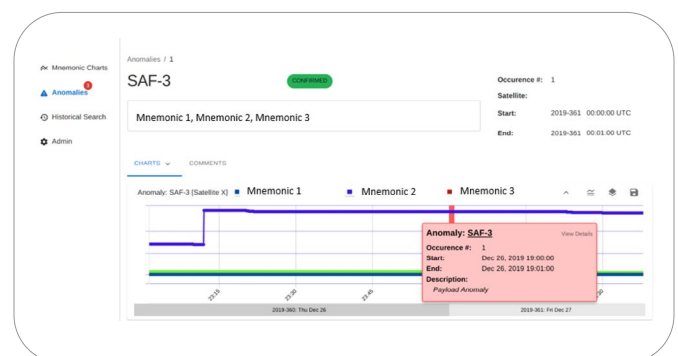 Mnemonic Charts
Anomalies
3
Historical Search
Admin
Anomalies / 1
SAF-3
CONFIRMED
Mnemonic 1, Mnemonic 2, Mnemonic 3
Occurence #: 1
Satellite:
Start: 2019-361 00:00:00 UTC
End: 2019-361 00:01:00 UTC
CHARTS
COMMENTS
Anomaly: SAF-3 [Satellite X] Mnemonic 1 Mnemonic 2 Mnemonic 3
Anomaly: SAF-3 View Details
Occurence #: 1
Start: Dec 26, 2019 19:00:00
End: Dec 26, 2019 19:01:00
Description:
Payload Anomaly
23:15 23:30 23:45
2019-360: Thu Dec 26 2019-361: Fri Dec 27